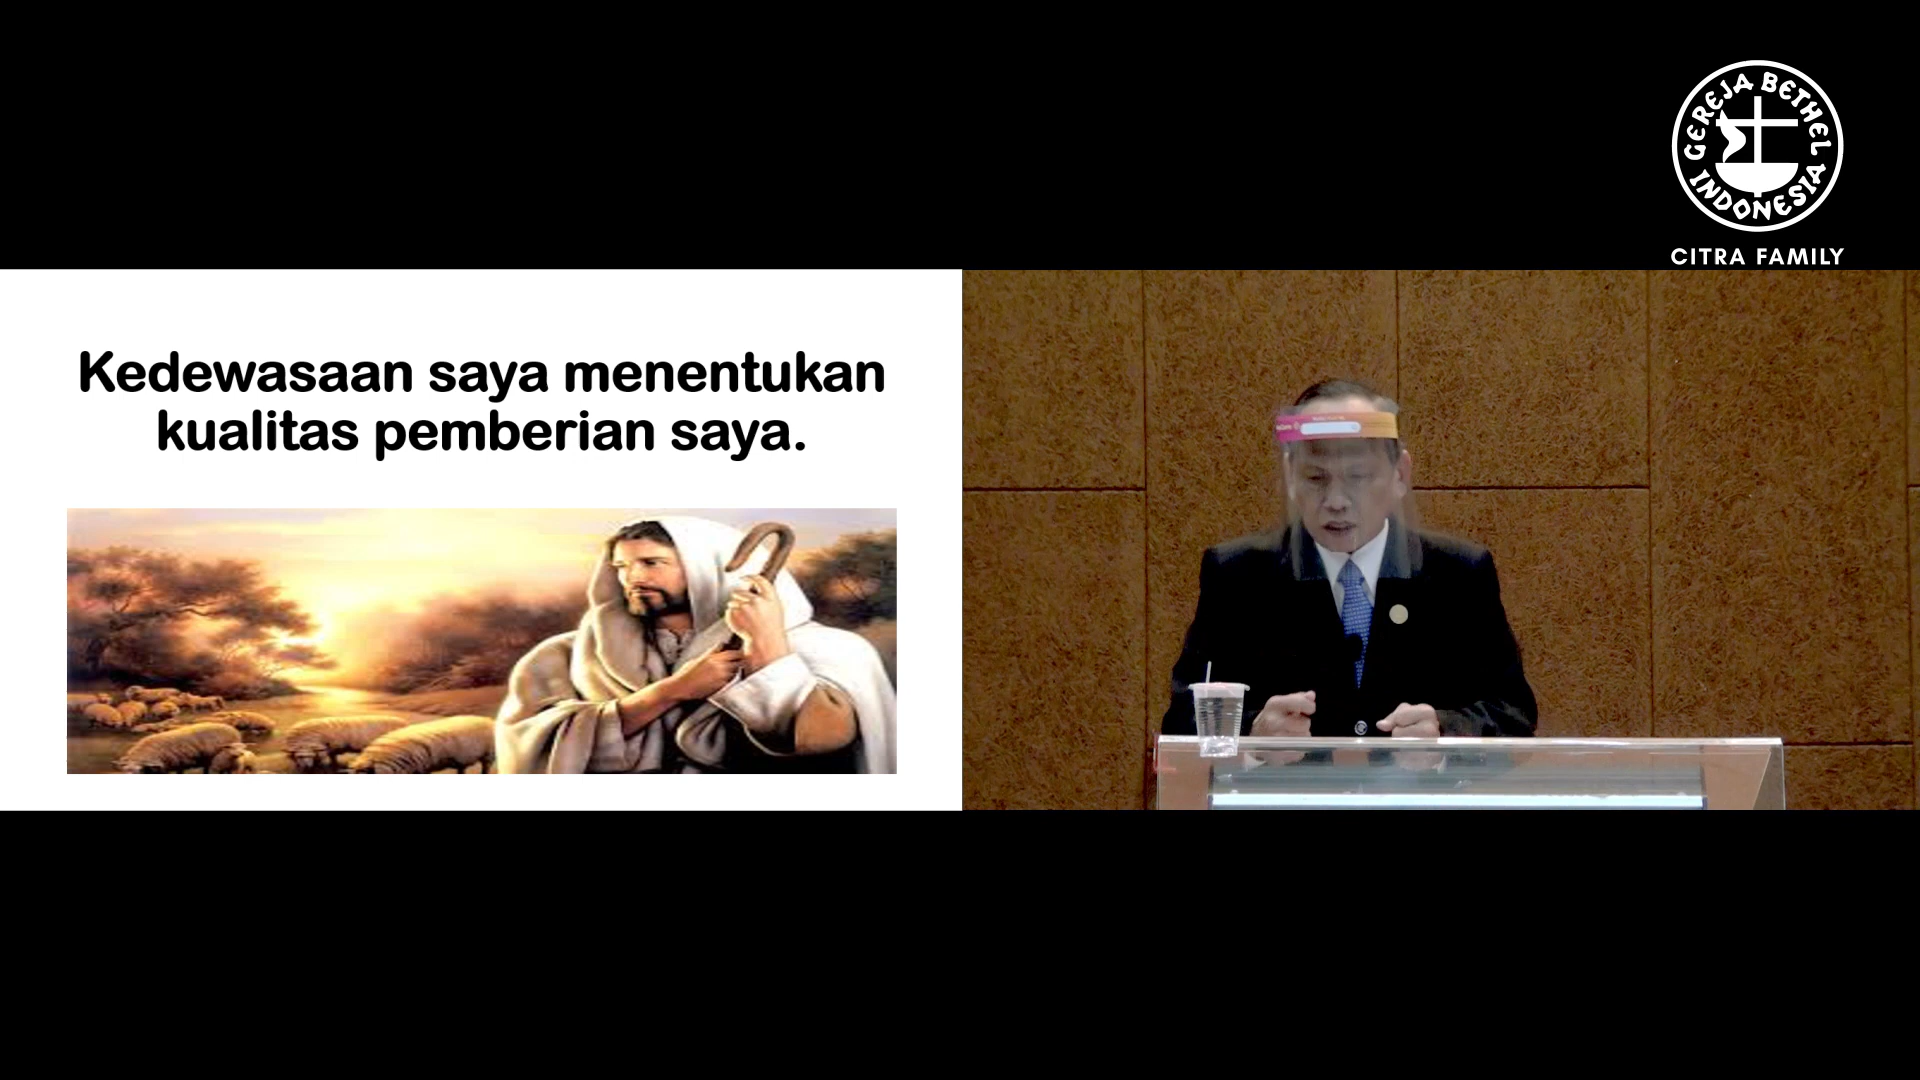 GEREJA BETHEL INDONESIA
CITRA FAMILY
Kedewasaan saya menentukan
kualitas pemberian saya.